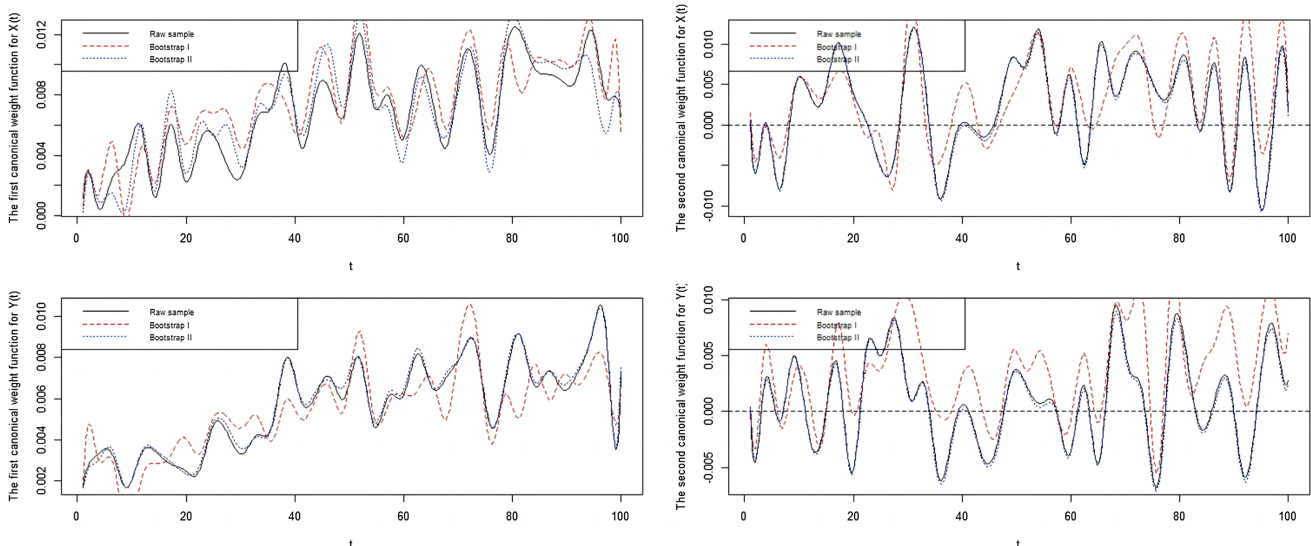 The first canonical weight function for X(t)
0.000 0.004 0.008 0.012
Raw sample
Bootstrap I
Bootstrap II
0 20 40 60 80 100
t
The second canonical weight function for X(t)
-0.010 0.000 0.005 0.010
Raw sample
Bootstrap I
Bootstrap II
0 20 40 60 80 100
t
The first canonical weight function for Y(t)
0.002 0.004 0.006 0.008 0.010
Raw sample
Bootstrap I
Bootstrap II
0 20 40 60 80 100
t
The second canonical weight function for Y(t)
-0.005 0.000 0.005 0.010
Raw sample
Bootstrap I
Bootstrap II
0 20 40 60 80 100
t